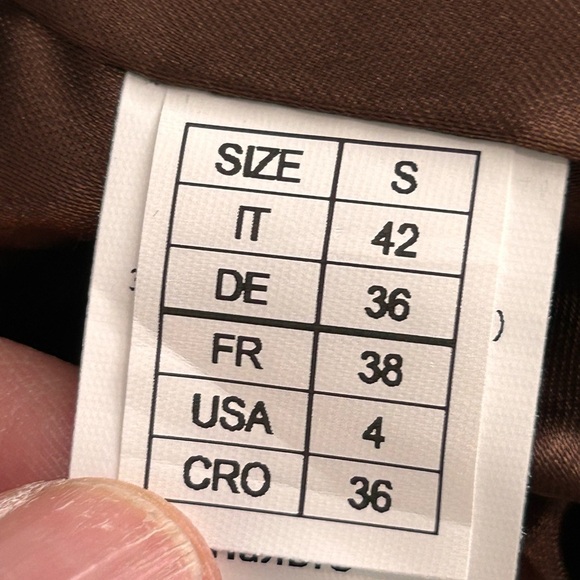 SIZE S
IT 42
DE 36
FR 38
USA 4
CRO 36